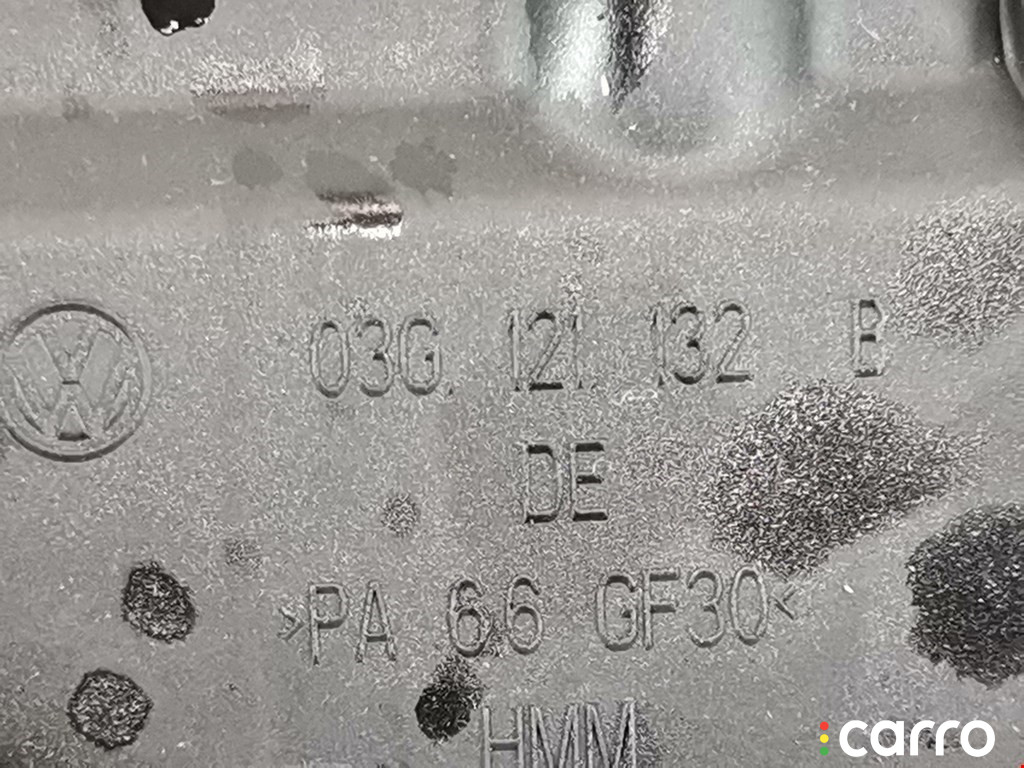 03G. 121. 132 B
DE
>PA 66 GF30<
HMM
carro